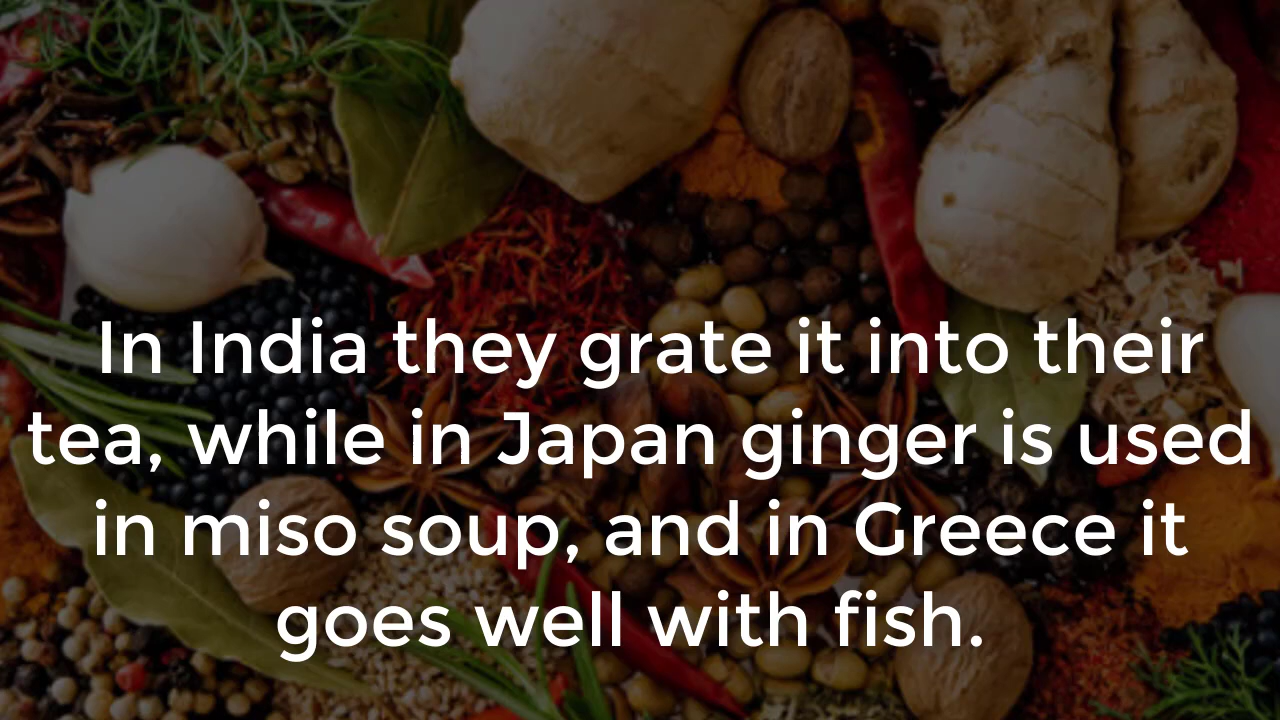 In India they grate it into their
tea, while in Japan ginger is used
in miso soup, and in Greece it
goes well with fish.